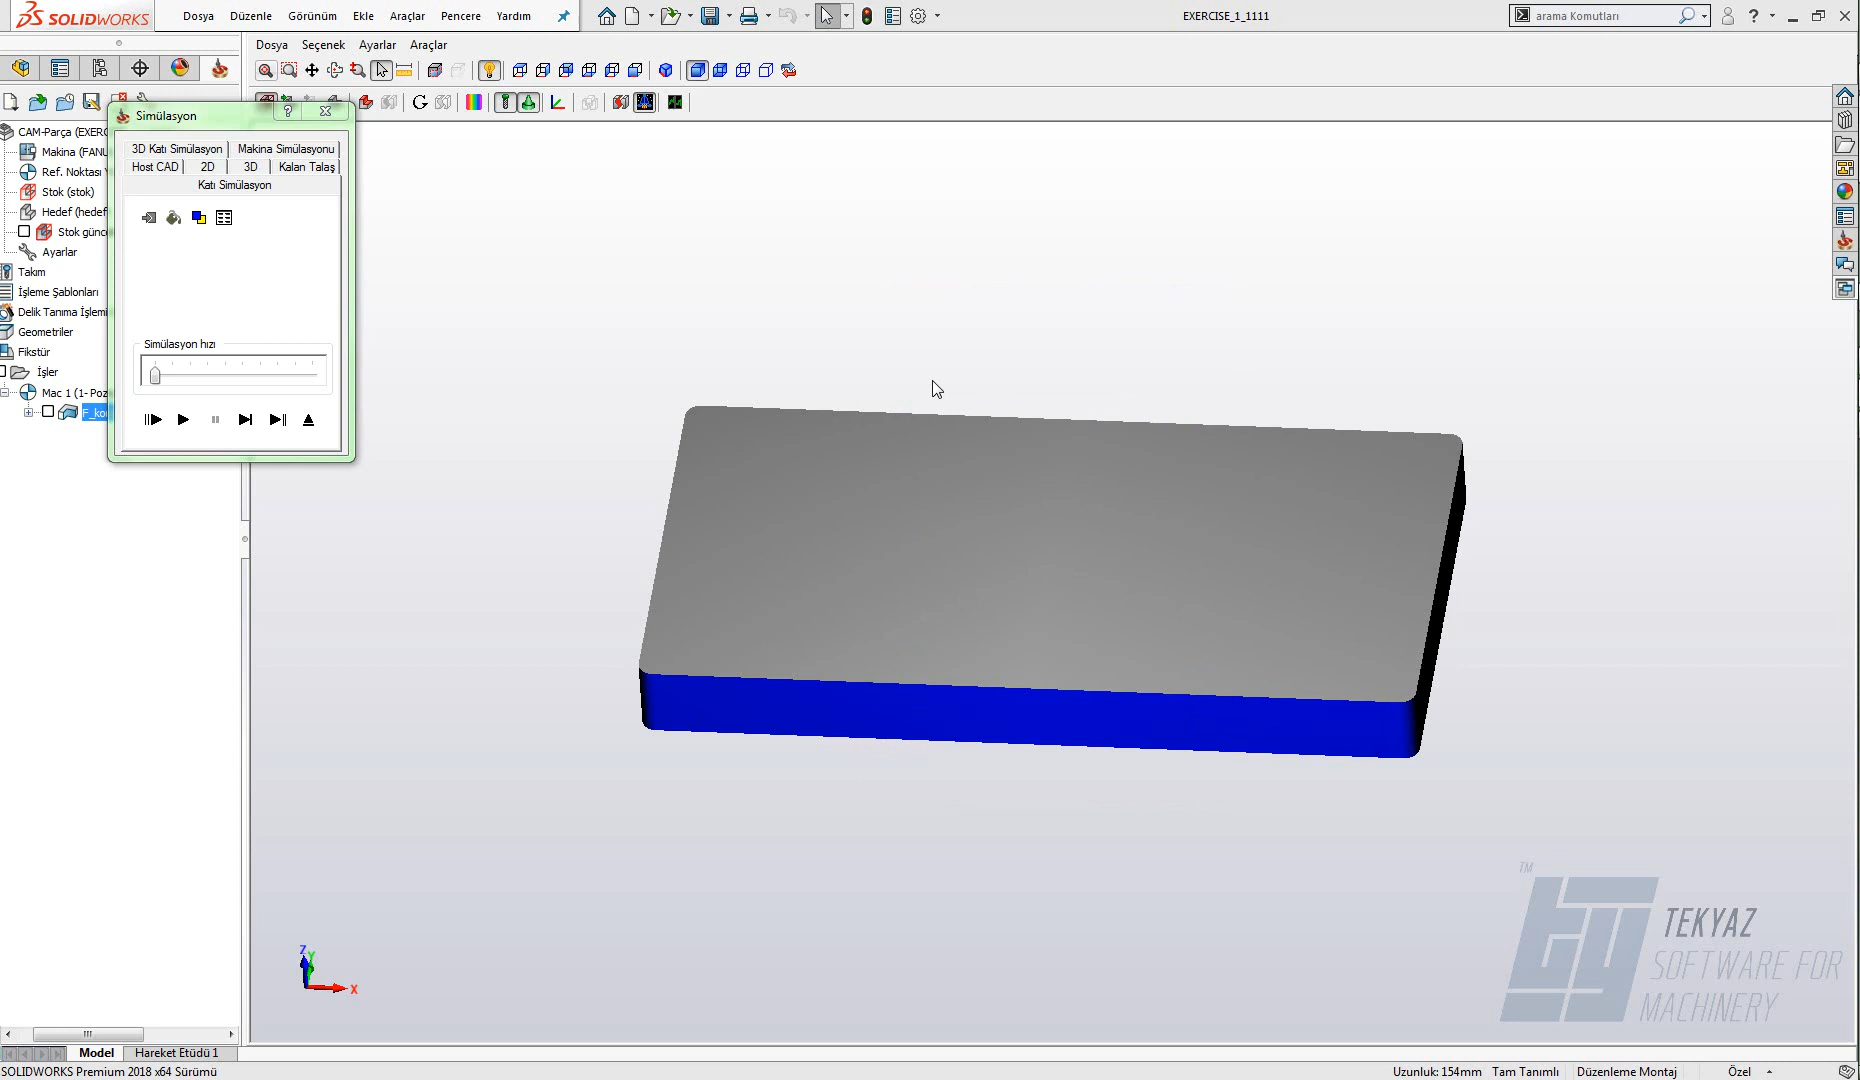 SOLIDWORKS
Dosya Düzenle Görünüm Ekle Araçlar Pencere Yardım
EXERCISE_1_1111
arama Komutları
Dosya Seçenek Ayarlar Araçlar
Simülasyon
3D Katı Simülasyon Makina Simülasyonu
Host CAD 2D 3D Kalan Talaş
Katı Simülasyon
Simülasyon hızı
CAM-Parça (EXERC
Makina (FANU
Ref. Noktası
Stok (stok)
Hedef (hedef
Stok günc
Ayarlar
Takım
İşleme Şablonları
Delik Tanıma İşlemi
Geometriler
Fikstür
İşler
Mac 1 (1- Poz
F_ko
Z
Y
X
TM
TEKYAZ
SOFTWARE FOR
MACHINERY
Model Hareket Etüdü 1
SOLIDWORKS Premium 2018 x64 Sürümü
Uzunluk: 154mm Tam Tanımlı Düzenleme Montaj Özel